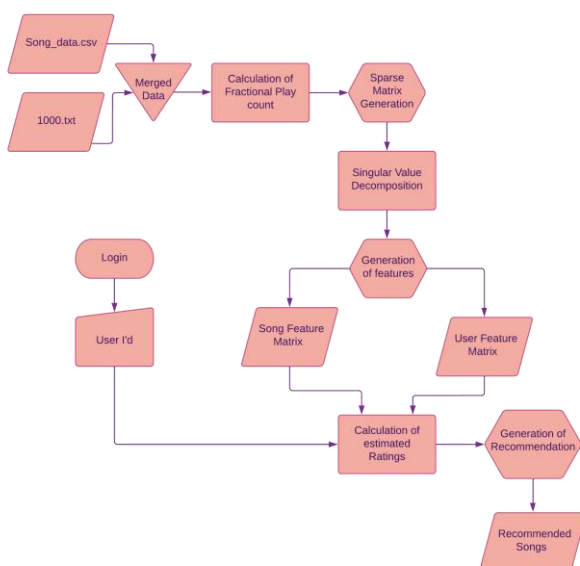 Song_data.csv
1000.txt
Merged
Data
Calculation of
Fractional Play
count
Sparse
Matrix
Generation
Singular Value
Decomposition
Generation
of features
Login
User I'd
Song Feature
Matrix
User Feature
Matrix
Calculation of
estimated
Ratings
Generation of
Recommendation
Recommended
Songs